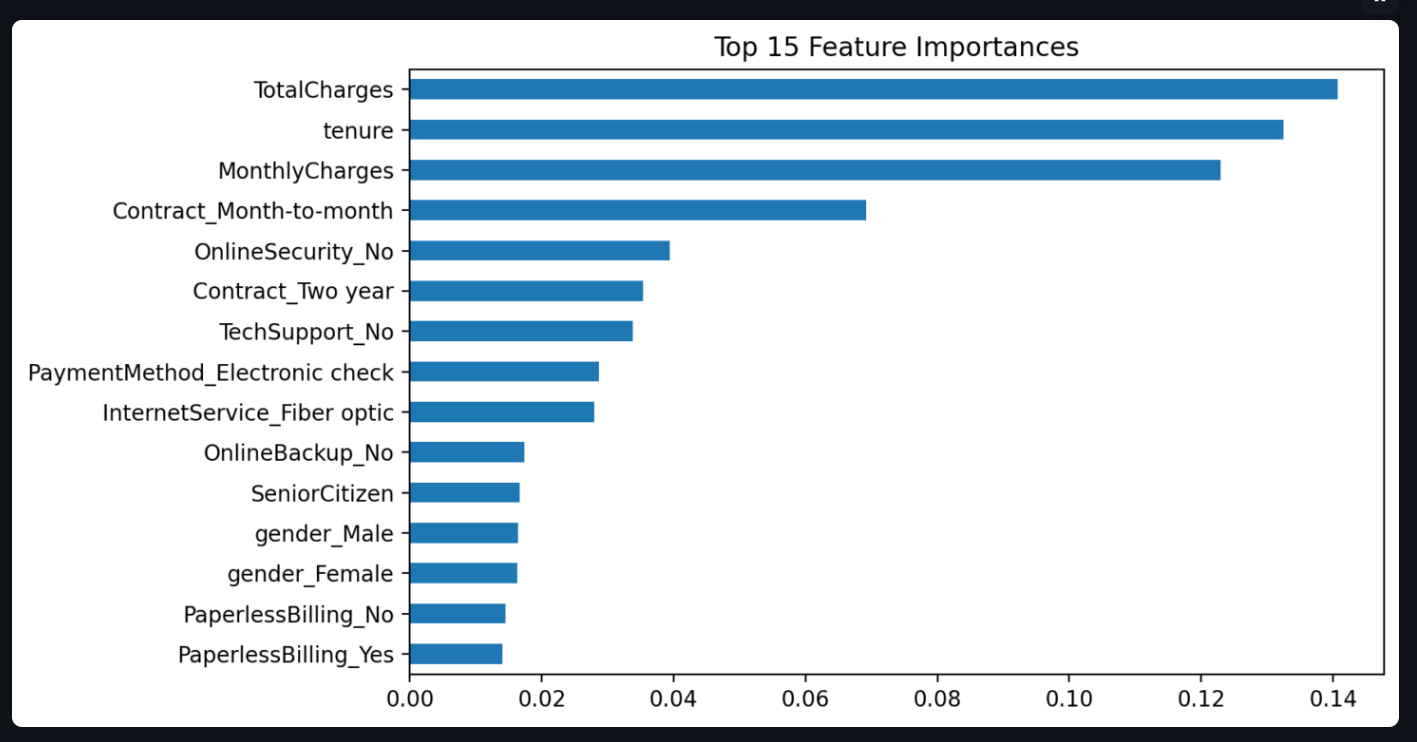 Top 15 Feature Importances
TotalCharges
tenure
MonthlyCharges
Contract_Month-to-month
OnlineSecurity_No
Contract_Two year
TechSupport_No
PaymentMethod_Electronic check
InternetService_Fiber optic
OnlineBackup_No
SeniorCitizen
gender_Male
gender_Female
PaperlessBilling_No
PaperlessBilling_Yes
0.00 0.02 0.04 0.06 0.08 0.10 0.12 0.14